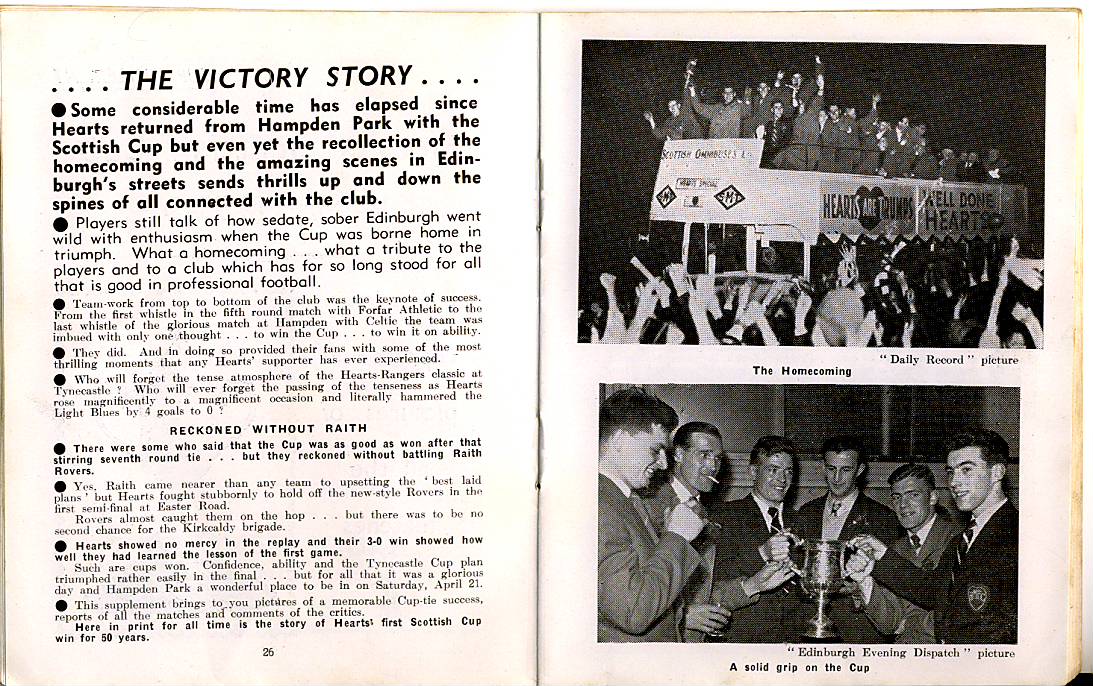 . . . . THE VICTORY STORY . . . .
● Some considerable time has elapsed since
Hearts returned from Hampden Park with the
Scottish Cup but even yet the recollection of the
homecoming and the amazing scenes in Edin-
burgh's streets sends thrills up and down the
spines of all connected with the club.
● Players still talk of how sedate, sober Edinburgh went
wild with enthusiasm when the Cup was borne home in
triumph. What a homecoming . . . what a tribute to the
players and to a club which has for so long stood for all
that is good in professional football.
● Team-work from top to bottom of the club was the keynote of success.
From the first whistle in the fifth round match with Forfar Athletic to the
last whistle of the glorious match at Hampden with Celtic the team was
imbued with only one thought . . . to win the Cup . . . to win it on ability.
● They did. And in doing so provided their fans with some of the most
thrilling moments that any Hearts' supporter has ever experienced.
● Who will forget the tense atmosphere of the Hearts-Rangers classic at
Tynecastle ? Who will ever forget the passing of the tenseness as Hearts
rose magnificently to a magnificent occasion and literally hammered the
Light Blues by 4 goals to 0 ?
RECKONED WITHOUT RAITH
● There were some who said that the Cup was as good as won after that
stirring seventh round tie . . . but they reckoned without battling Raith
Rovers.
● Yes, Raith came nearer than any team to upsetting the ' best laid
plans ' but Hearts fought stubbornly to hold off the new-style Rovers in the
first semi-final at Easter Road.
Rovers almost caught them on the hop . . . but there was to be no
second chance for the Kirkcaldy brigade.
● Hearts showed no mercy in the replay and their 3-0 win showed how
well they had learned the lesson of the first game.
Such are cups won. Confidence, ability and the Tynecastle Cup plan
triumphed rather easily in the final . . . but for all that it was a glorious
day and Hampden Park a wonderful place to be in on Saturday, April 21.
● This supplement brings to you pictures of a memorable Cup-tie success,
reports of all the matches and comments of the critics.
Here in print for all time is the story of Hearts' first Scottish Cup
win for 50 years.
26
SCOTTISH OMNIBUSES L
HEARTS SPECIAL
SMT
SMT
HEARTS ARE TRUMPS
WELL DONE
HEARTS
" Daily Record " picture
The Homecoming
" Edinburgh Evening Dispatch " picture
A solid grip on the Cup